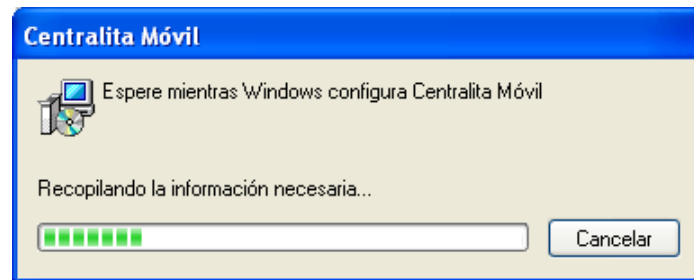 Centralita Móvil
Espere mientras Windows configura Centralita Móvil
Recopilando la información necesaria...
Cancelar